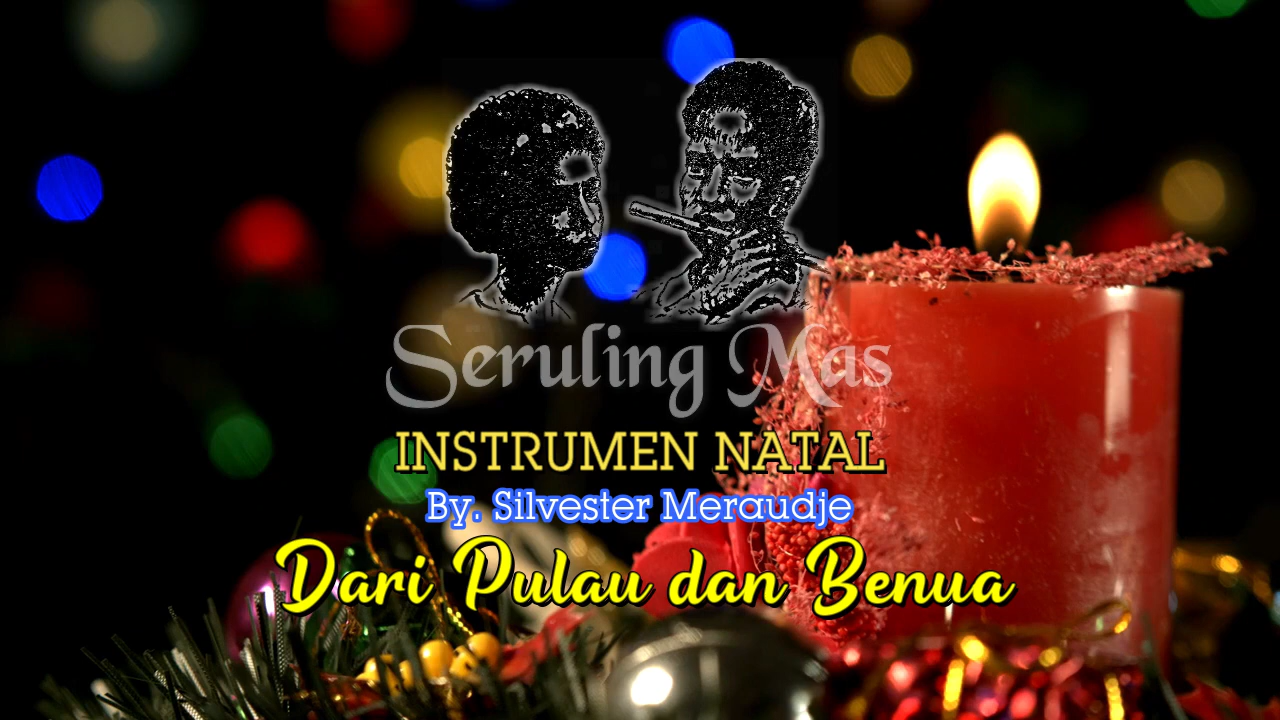 Seruling Mas
INSTRUMEN NATAL
By. Silvester Meraudje
Dari Pulau dan Benua